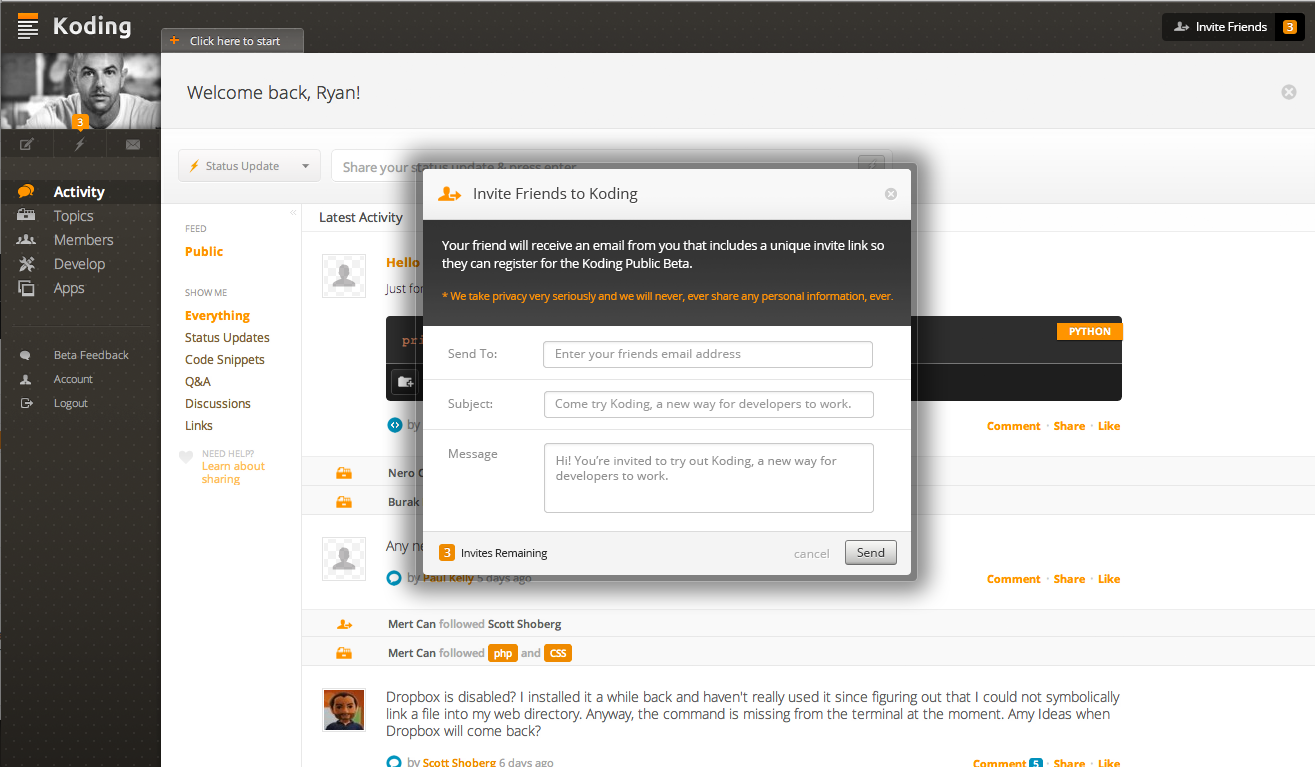 Koding
Click here to start
Invite Friends
3
Welcome back, Ryan!
3
Status Update
Share your status update & press enter
Activity
Topics
Members
Develop
Apps
Beta Feedback
Account
Logout
FEED
Public
SHOW ME
Everything
Status Updates
Code Snippets
Q&A
Discussions
Links
NEED HELP?
Learn about
sharing
«
Latest Activity
Hello
Just for
PYTHON
pri
by
Comment · Share · Like
Nero
Burak
Any
by Paul Kelly 5 days ago
Comment · Share · Like
Invite Friends to Koding
Your friend will receive an email from you that includes a unique invite link so
they can register for the Koding Public Beta.
* We take privacy very seriously and we will never, ever share any personal information, ever.
Send To:
Enter your friends email address
Subject:
Come try Koding, a new way for developers to work.
Message
Hi! You're invited to try out Koding, a new way for
developers to work.
3 Invites Remaining
cancel
Send
Mert Can followed Scott Shoberg
Mert Can followed php and CSS
Dropbox is disabled? I installed it a while back and haven't really used it since figuring out that I could not symbolically
link a file into my web directory. Anyway, the command is missing from the terminal at the moment. Amy Ideas when
Dropbox will come back?
by Scott Shoberg 6 days ago
Comment 5 · Share · Like